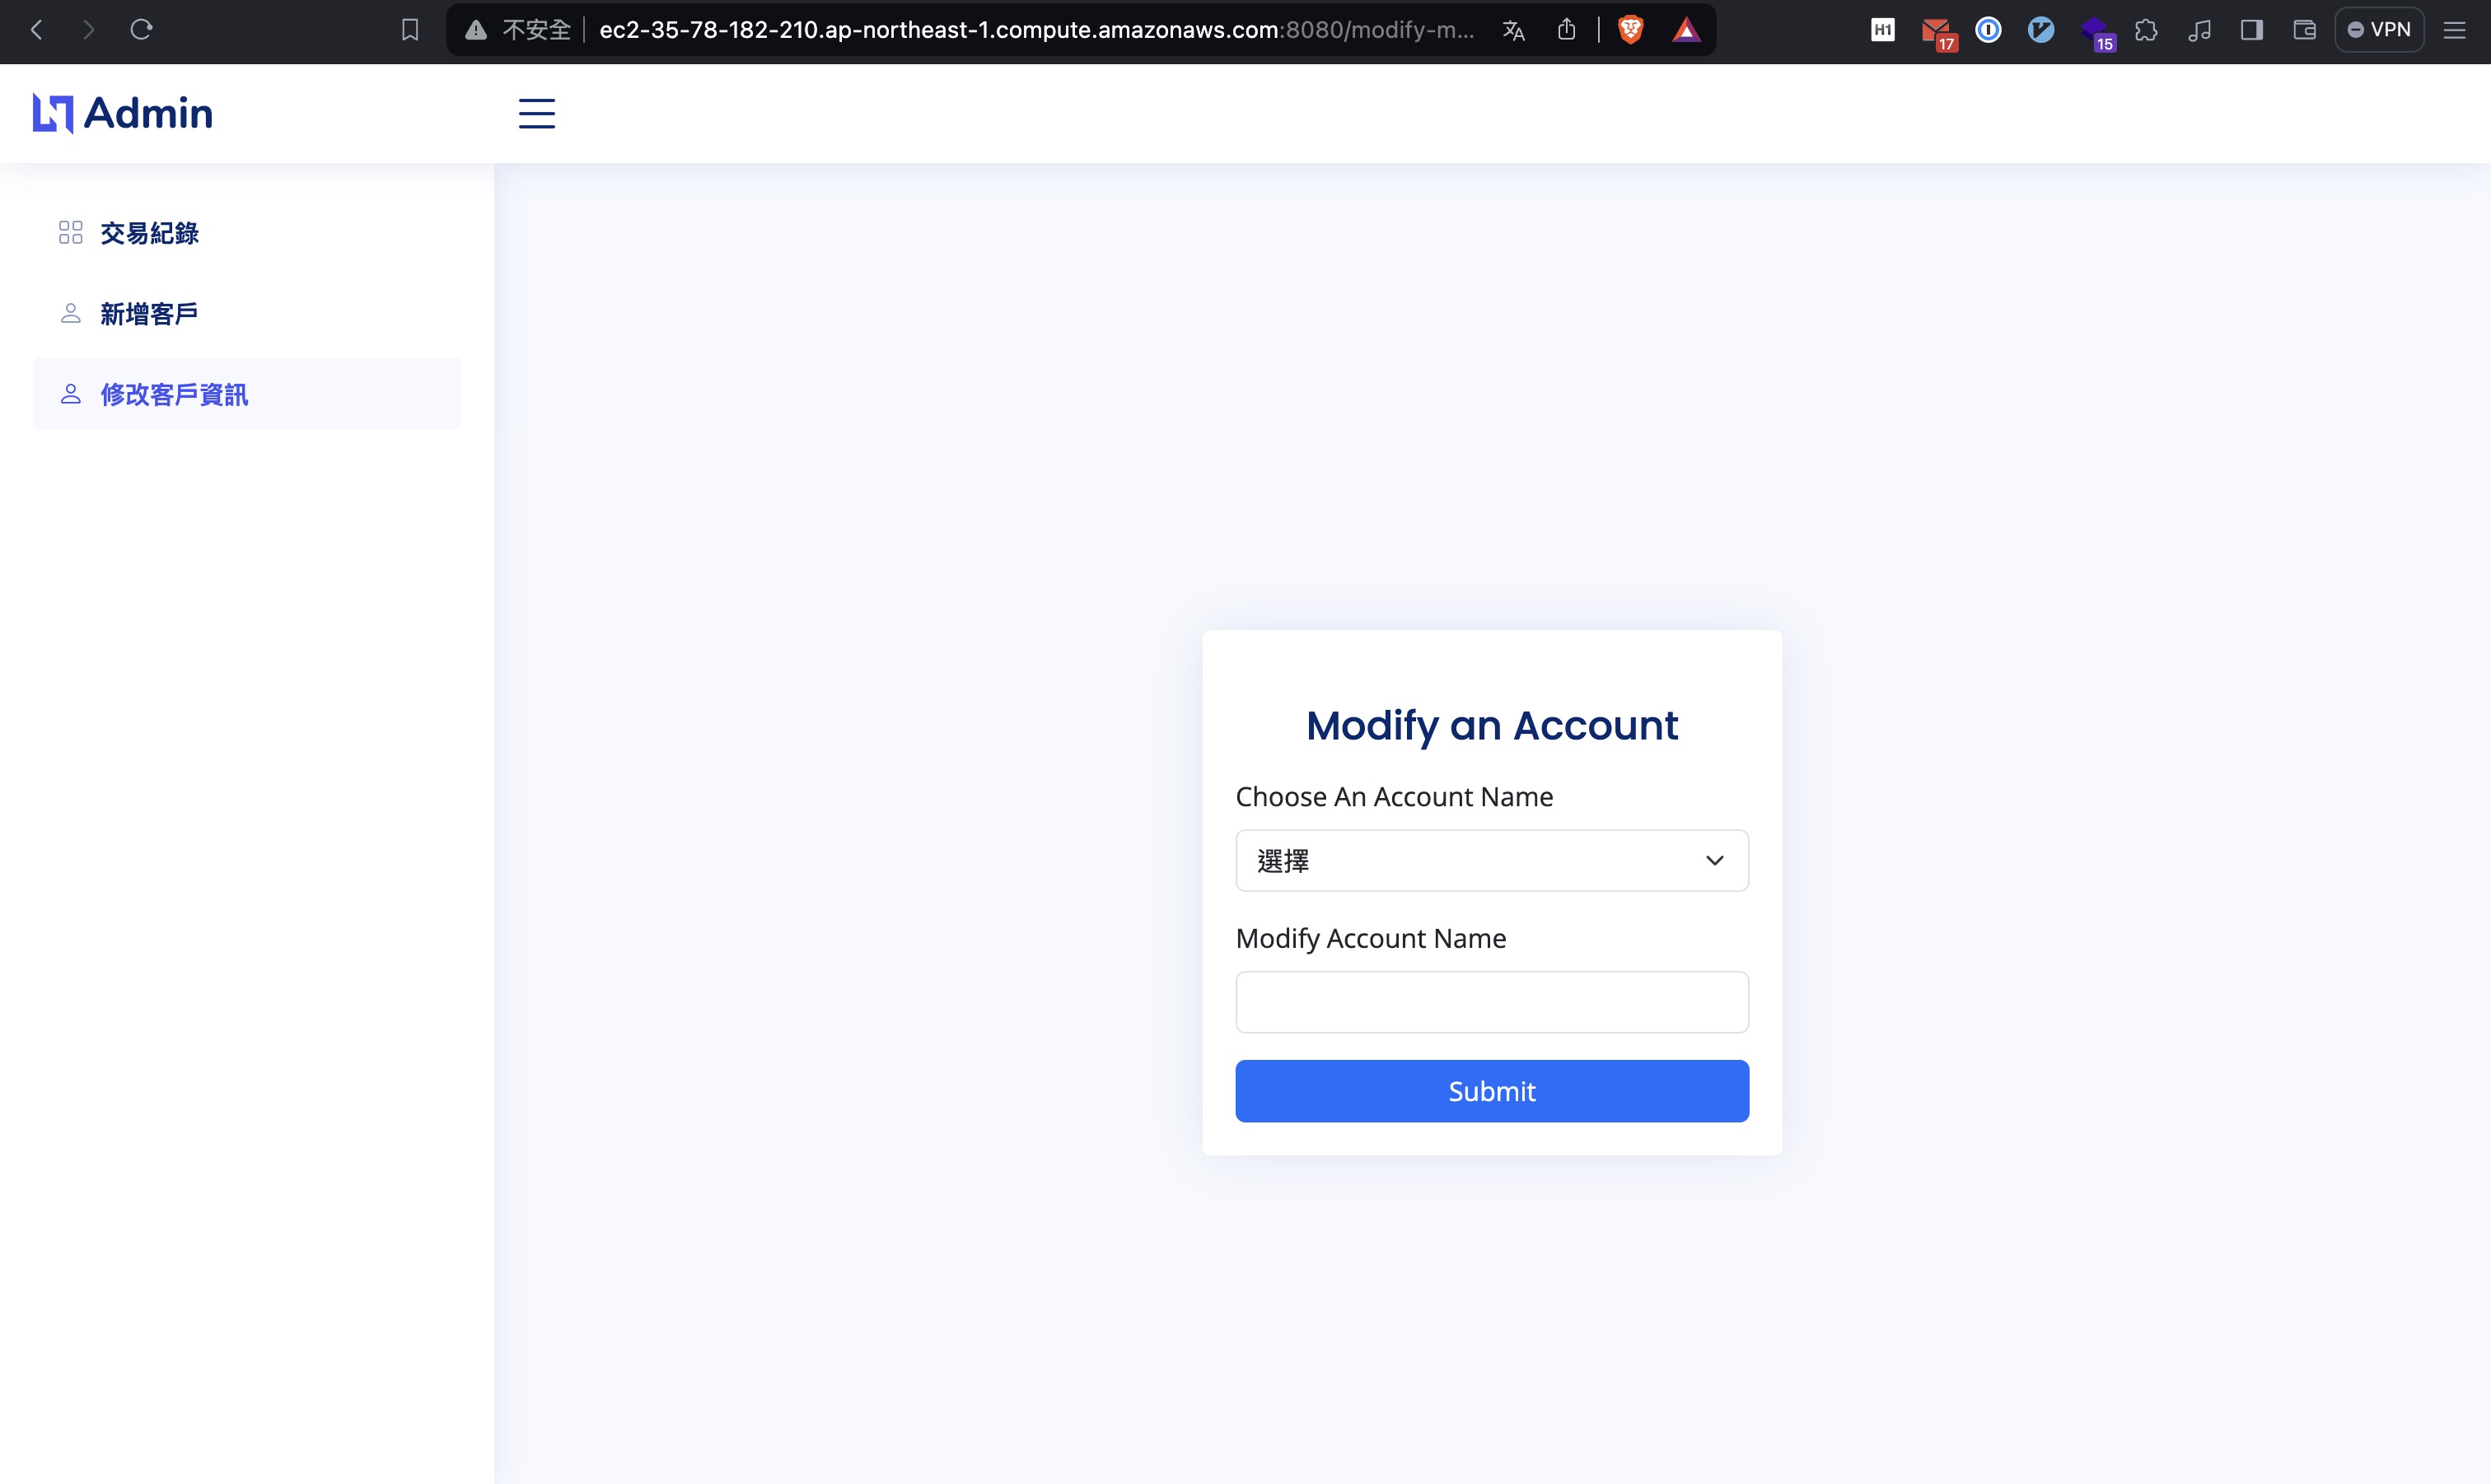 不安全 ec2-35-78-182-210.ap-northeast-1.compute.amazonaws.com:8080/modify-m... H1 17 15 VPN
Admin
交易紀錄
新增客戶
修改客戶資訊
Modify an Account
Choose An Account Name
選擇
Modify Account Name
Submit